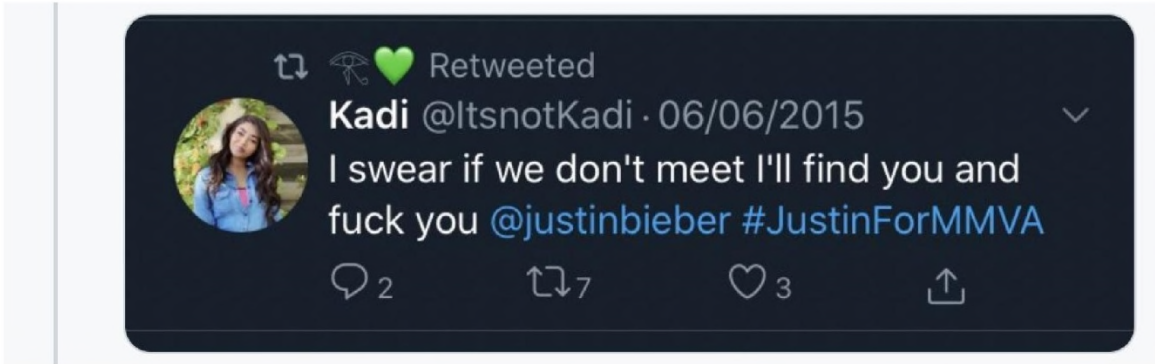 𓂀💚 Retweeted
Kadi @ItsnotKadi · 06/06/2015
I swear if we don't meet I'll find you and
fuck you @justinbieber #JustinForMMVA
2 7 3